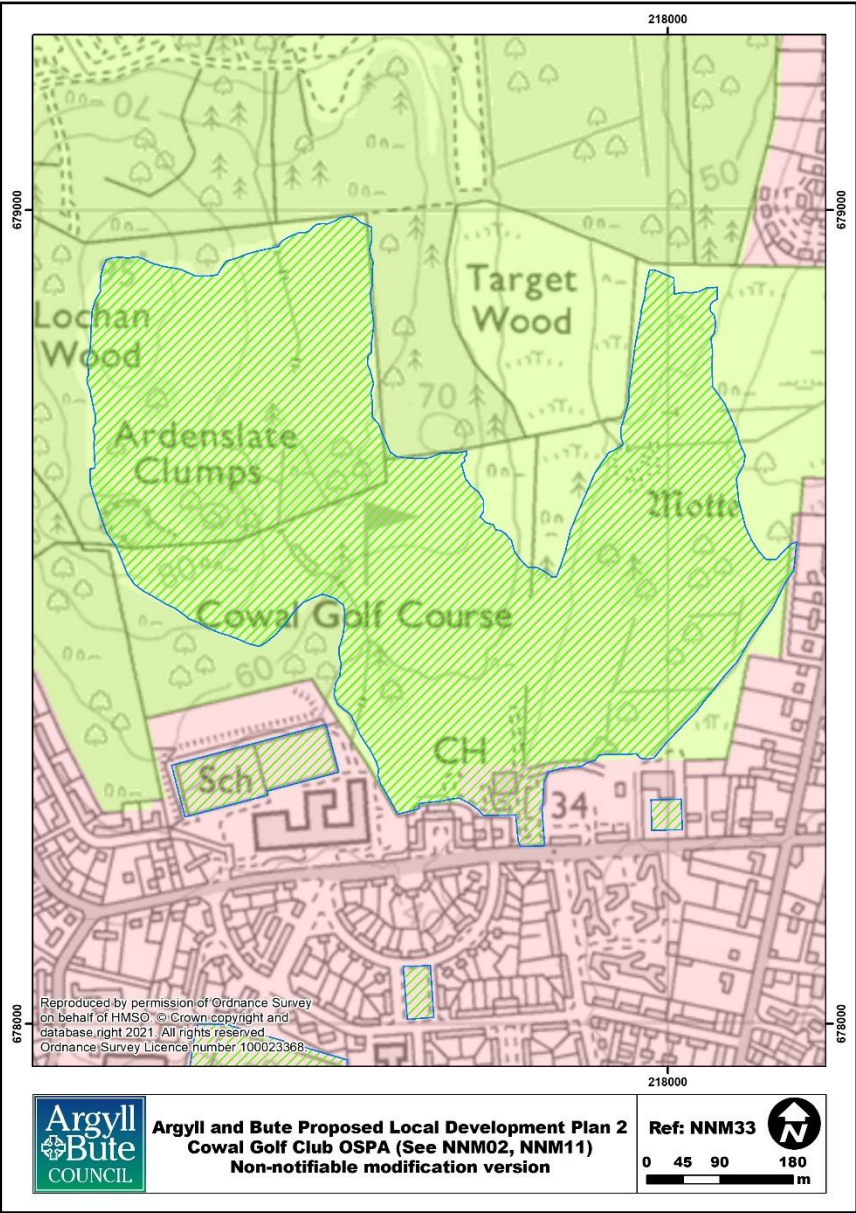 218000
679000
679000
70
50
75
Target
Wood
Lochan
Wood
70
Ardenslate
Clumps
Motte
80
Cowal Golf Course
60
CH
Sch
34
Reproduced by permission of Ordnance Survey
on behalf of HMSO. © Crown copyright and
database right 2021. All rights reserved.
Ordnance Survey Licence number 100023368.
678000
678000
218000
Argyll
&Bute
COUNCIL
Argyll and Bute Proposed Local Development Plan 2
Cowal Golf Club OSPA (See NNM02, NNM11)
Non-notifiable modification version
Ref: NNM33
N
0 45 90 180
m